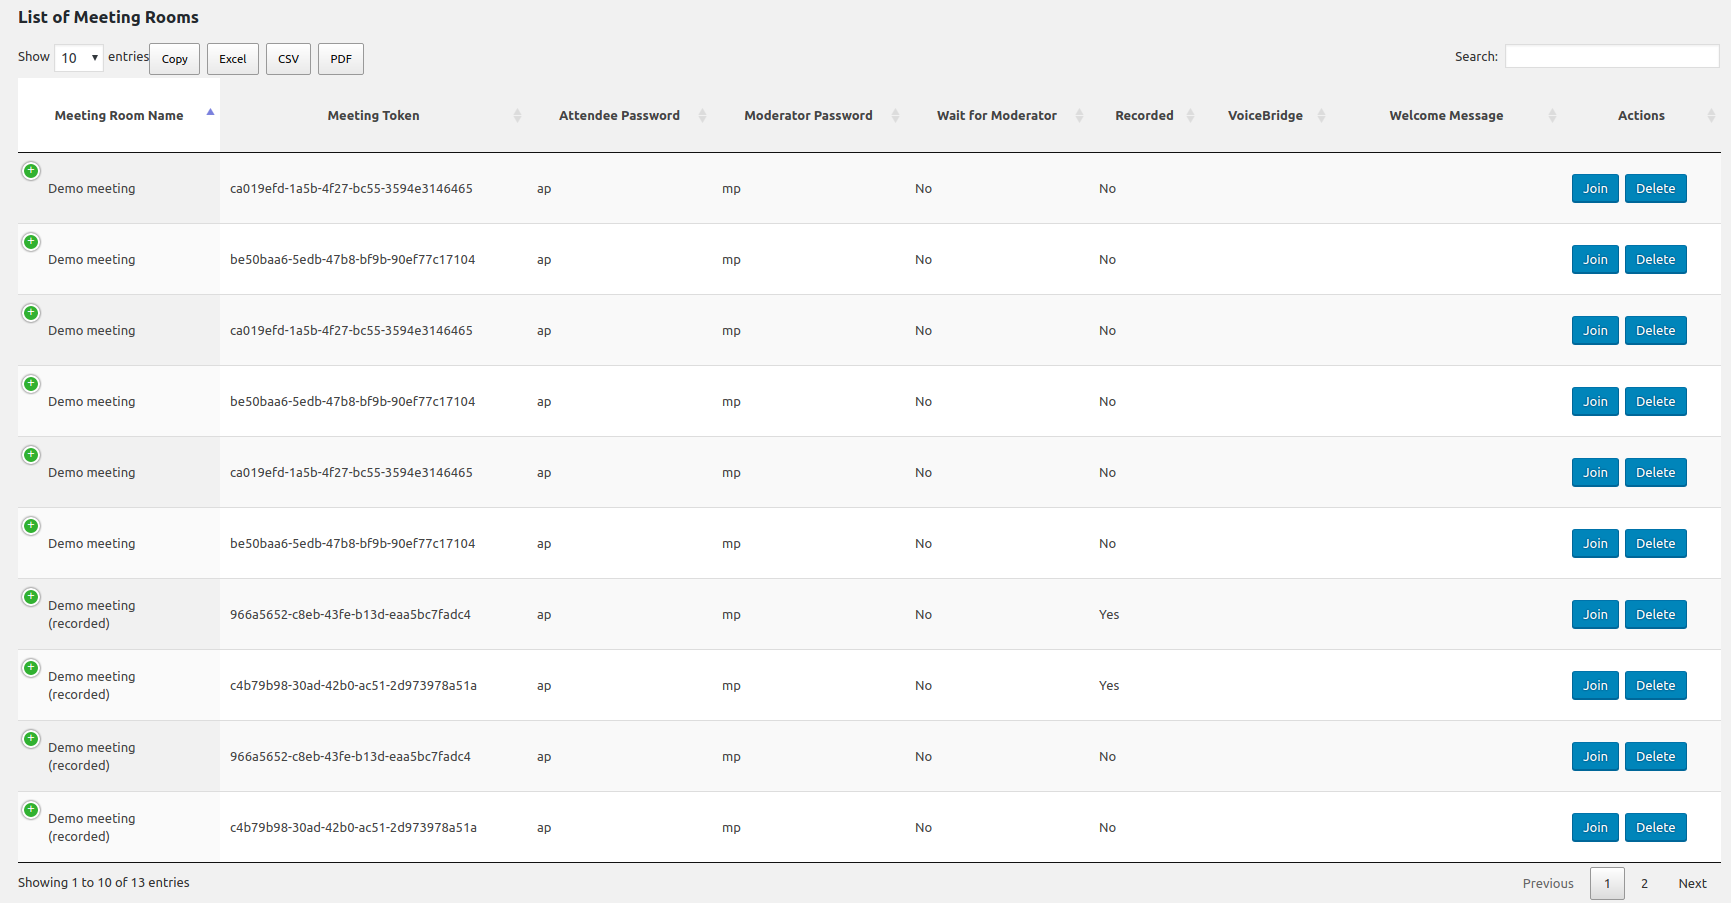 List of Meeting Rooms
Show 10 entries Copy Excel CSV PDF Search:
Meeting Room Name Meeting Token Attendee Password Moderator Password Wait for Moderator Recorded VoiceBridge Welcome Message Actions
Demo meeting ca019efd-1a5b-4f27-bc55-3594e3146465 ap mp No No Join Delete
Demo meeting be50baa6-5edb-47b8-bf9b-90ef77c17104 ap mp No No Join Delete
Demo meeting ca019efd-1a5b-4f27-bc55-3594e3146465 ap mp No No Join Delete
Demo meeting be50baa6-5edb-47b8-bf9b-90ef77c17104 ap mp No No Join Delete
Demo meeting ca019efd-1a5b-4f27-bc55-3594e3146465 ap mp No No Join Delete
Demo meeting be50baa6-5edb-47b8-bf9b-90ef77c17104 ap mp No No Join Delete
Demo meeting
(recorded) 966a5652-c8eb-43fe-b13d-eaa5bc7fadc4 ap mp No Yes Join Delete
Demo meeting
(recorded) c4b79b98-30ad-42b0-ac51-2d973978a51a ap mp No Yes Join Delete
Demo meeting
(recorded) 966a5652-c8eb-43fe-b13d-eaa5bc7fadc4 ap mp No No Join Delete
Demo meeting
(recorded) c4b79b98-30ad-42b0-ac51-2d973978a51a ap mp No No Join Delete
Showing 1 to 10 of 13 entries Previous 1 2 Next